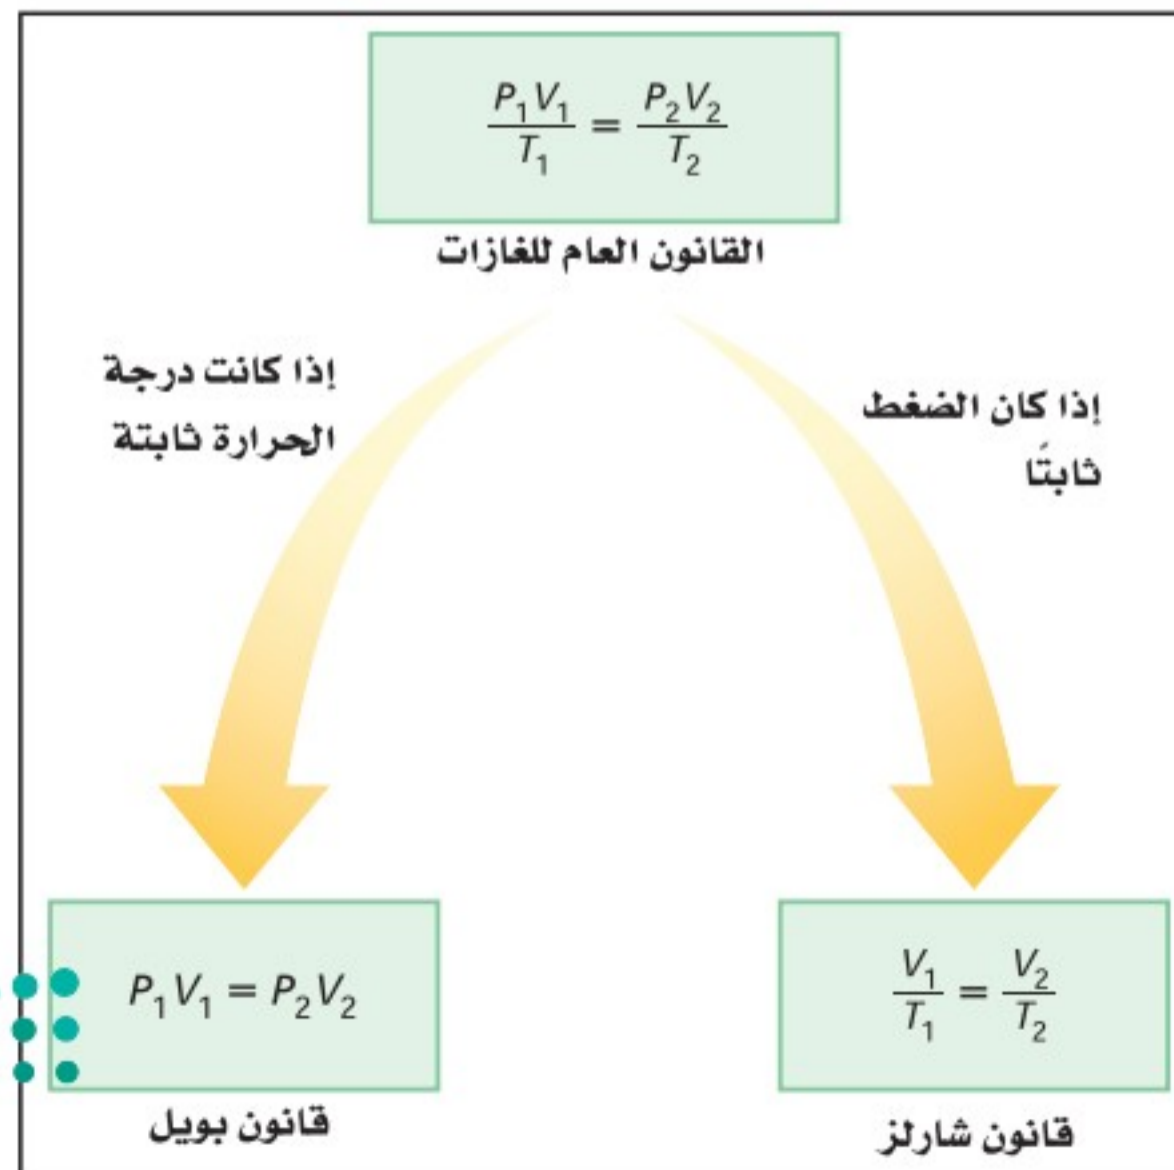 P₁V₁/T₁ = P₂V₂/T₂
القانون العام للغازات
إذا كان الضغط
ثابتًا
إذا كانت درجة
الحرارة ثابتة
V₁/T₁ = V₂/T₂
قانون شارلز
P₁V₁ = P₂V₂
قانون بويل